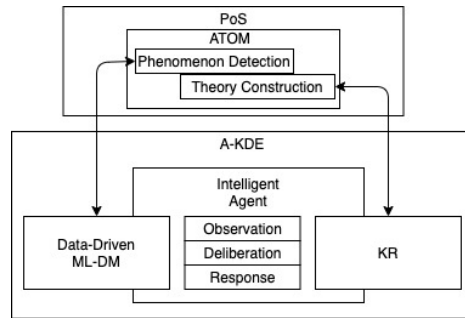 PoS
ATOM
Phenomenon Detection
Theory Construction
A-KDE
Intelligent
Agent
Observation
Deliberation
Response
Data-Driven
ML-DM
KR